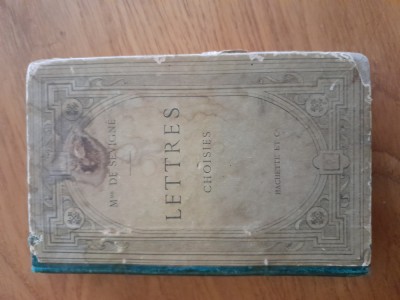 Mme DE SÉVIGNÉ
LETTRES
CHOISIES
HACHETTE ET Cie